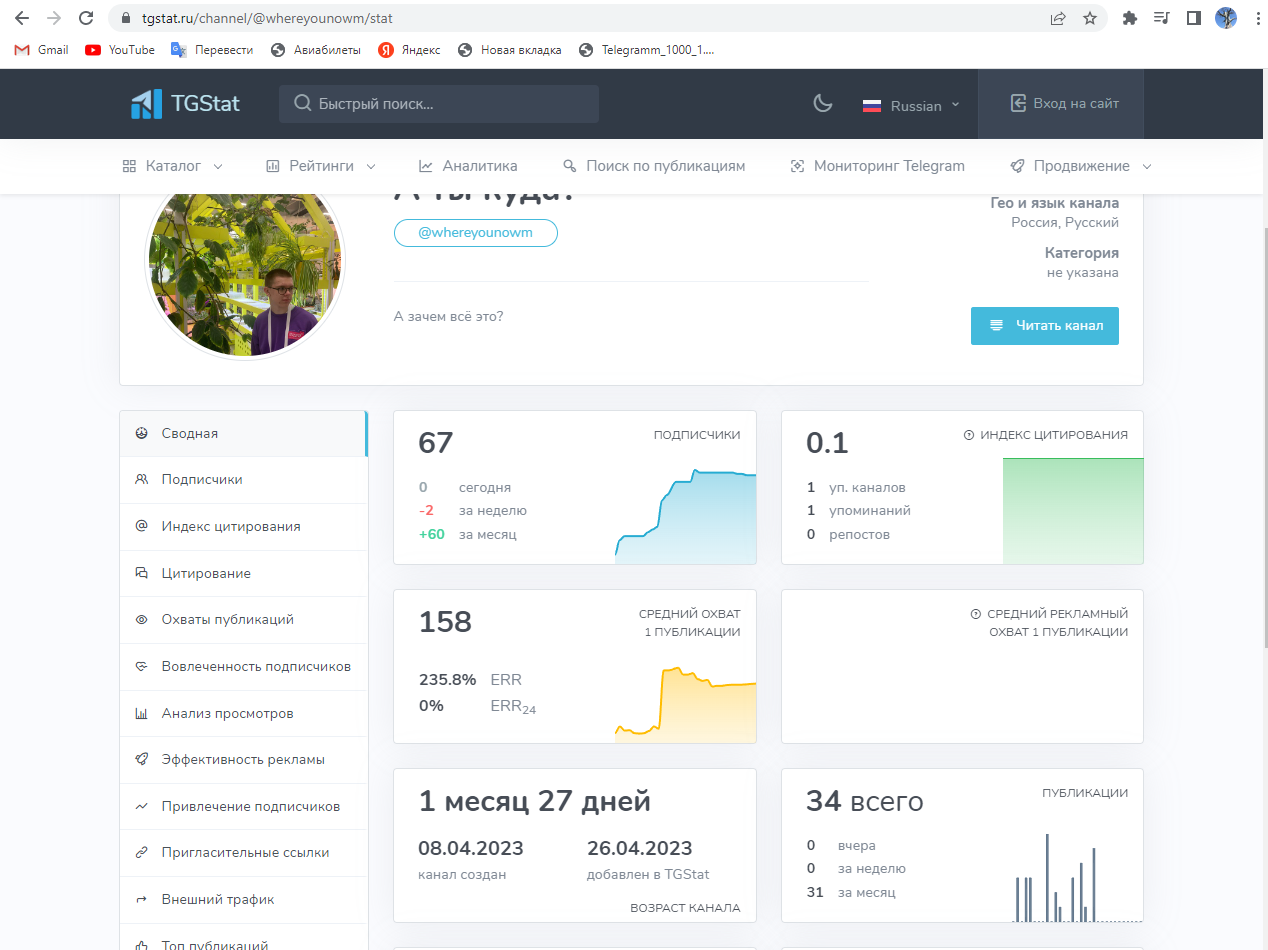 tgstat.ru/channel/@whereyounowm/stat
Gmail YouTube Перевести Авиабилеты Яндекс Новая вкладка Telegramm_1000_1....
TGStat Быстрый поиск... Russian Вход на сайт
Каталог Рейтинги Аналитика Поиск по публикациям Мониторинг Telegram Продвижение
А ты куда?
@whereyounowm
А зачем всё это?
Гео и язык канала
Россия, Русский
Категория
не указана
Читать канал
Сводная
Подписчики
Индекс цитирования
Цитирование
Охваты публикаций
Вовлеченность подписчиков
Анализ просмотров
Эффективность рекламы
Привлечение подписчиков
Пригласительные ссылки
Внешний трафик
Топ публикаций
67 ПОДПИСЧИКИ
0 сегодня
-2 за неделю
+60 за месяц
0.1 ИНДЕКС ЦИТИРОВАНИЯ
1 уп. каналов
1 упоминаний
0 репостов
158 СРЕДНИЙ ОХВАТ
1 ПУБЛИКАЦИИ
235.8% ERR
0% ERR24
СРЕДНИЙ РЕКЛАМНЫЙ
ОХВАТ 1 ПУБЛИКАЦИИ
1 месяц 27 дней
08.04.2023 26.04.2023
канал создан добавлен в TGStat
ВОЗРАСТ КАНАЛА
34 всего ПУБЛИКАЦИИ
0 вчера
0 за неделю
31 за месяц